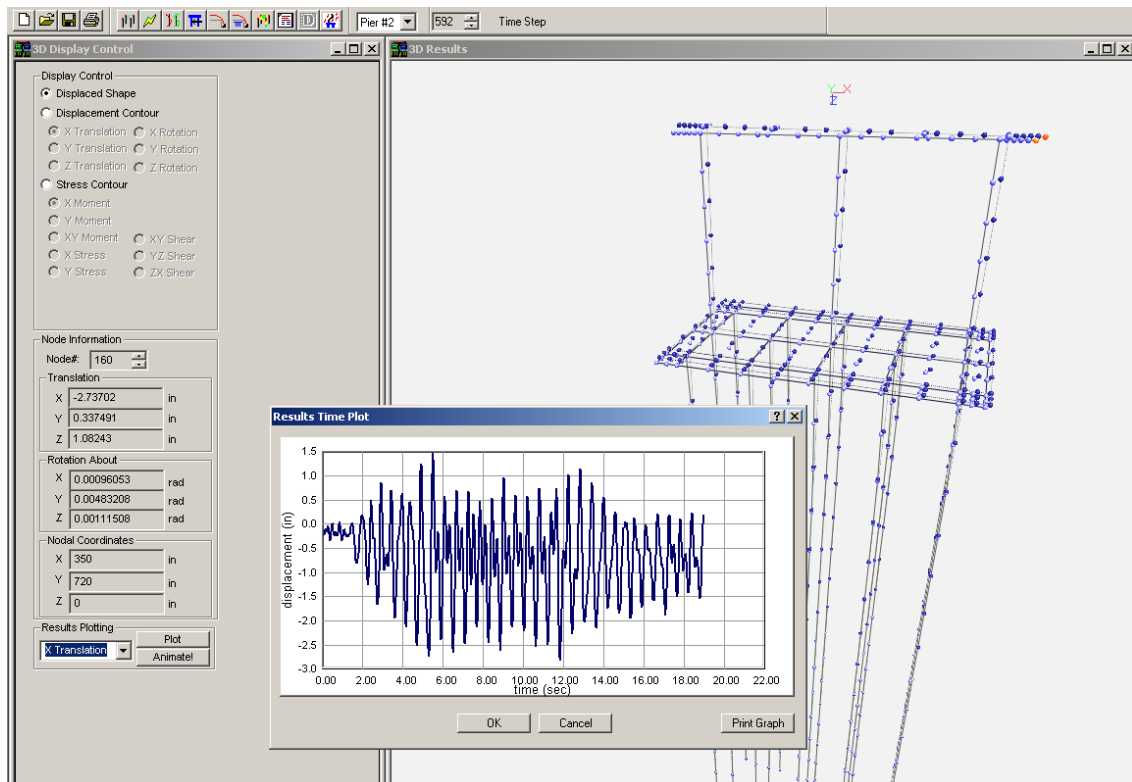 Pier #2 592 Time Step
3D Display Control
Display Control
Displaced Shape
Displacement Contour
X Translation X Rotation
Y Translation Y Rotation
Z Translation Z Rotation
Stress Contour
X Moment
Y Moment
XY Moment XY Shear
X Stress YZ Shear
Y Stress ZX Shear
Node Information
Node#: 160
Translation
X -2.73702 in
Y 0.337491 in
Z 1.08243 in
Rotation About
X 0.00096053 rad
Y 0.00483208 rad
Z 0.00111508 rad
Nodal Coordinates
X 350 in
Y 720 in
Z 0 in
Results Plotting
X Translation Plot
Animate!
3D Results
Y X
Z
Results Time Plot
displacement (in)
1.5
1.0
0.5
0.0
-0.5
-1.0
-1.5
-2.0
-2.5
-3.0
0.00 2.00 4.00 6.00 8.00 10.00 12.00 14.00 16.00 18.00 20.00 22.00
time (sec)
OK Cancel Print Graph